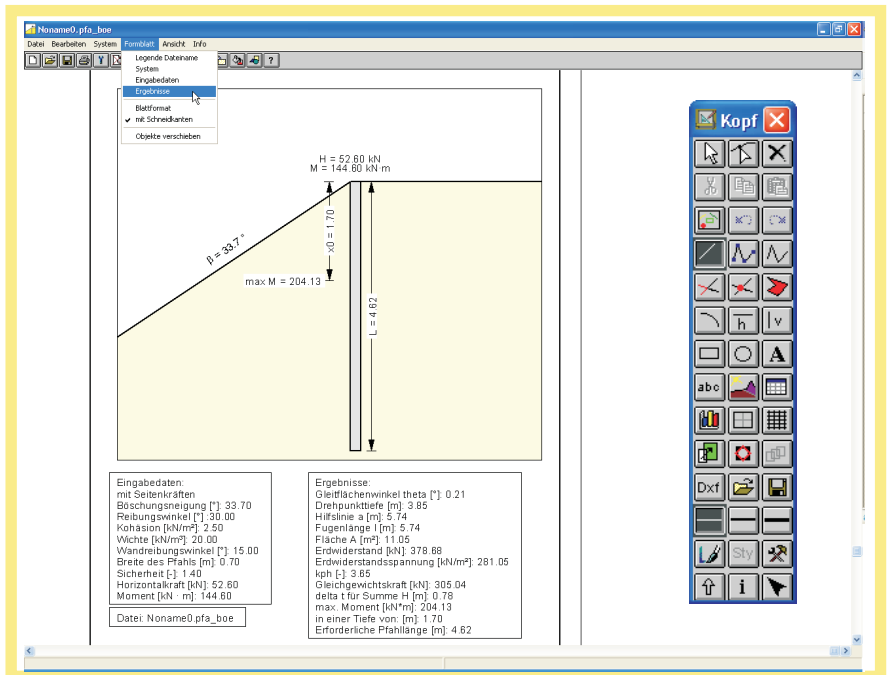 Noname0.pfa_boe
Datei Bearbeiten System Formblatt Ansicht Info
Legende Dateiname
System
Eingabedaten
Ergebnisse
Blattformat
mit Schneidkanten
Objekte verschieben
H = 52.60 kN
M = 144.60 kN·m
β = 33.7 °
x0 = 1.70
max M = 204.13
L = 4.62
Eingabedaten:
mit Seitenkräften
Böschungsneigung [°]: 33.70
Reibungswinkel [°] :30.00
Kohäsion [kN/m²]: 2.50
Wichte [kN/m³]: 20.00
Wandreibungswinkel [°]: 15.00
Breite des Pfahls [m]: 0.70
Sicherheit [-]: 1.40
Horizontalkraft [kN]: 52.60
Moment [kN · m]: 144.60
Datei: Noname0.pfa_boe
Ergebnisse:
Gleitflächenwinkel theta [°]: 0.21
Drehpunkttiefe [m]: 3.85
Hilfslinie a [m]: 5.74
Fugenlänge l [m]: 5.74
Fläche A [m²]: 11.05
Erdwiderstand [kN]: 378.68
Erdwiderstandsspannung [kN/m²]: 281.05
kph [-]: 3.65
Gleichgewichtskraft [kN]: 305.04
delta t für Summe H [m]: 0.78
max. Moment [kN*m]: 204.13
in einer Tiefe von: [m]: 1.70
Erforderliche Pfahllänge [m]: 4.62
Kopf
h v
A
abc
Dxf
Sty
i